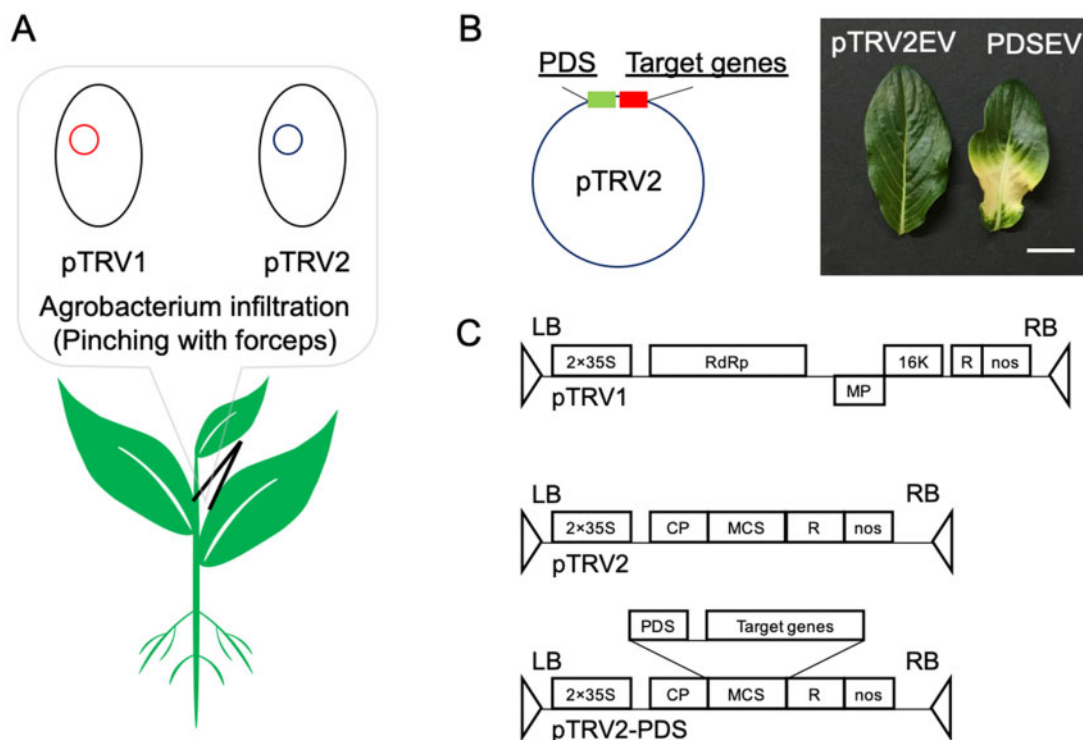 A
pTRV1
pTRV2
Agrobacterium infiltration
(Pinching with forceps)
B
PDS
Target genes
pTRV2
pTRV2EV
PDSEV
C
LB
RB
2×35S
RdRp
MP
16K
R
nos
pTRV1
LB
RB
2×35S
CP
MCS
R
nos
pTRV2
PDS
Target genes
LB
RB
2×35S
CP
MCS
R
nos
pTRV2-PDS